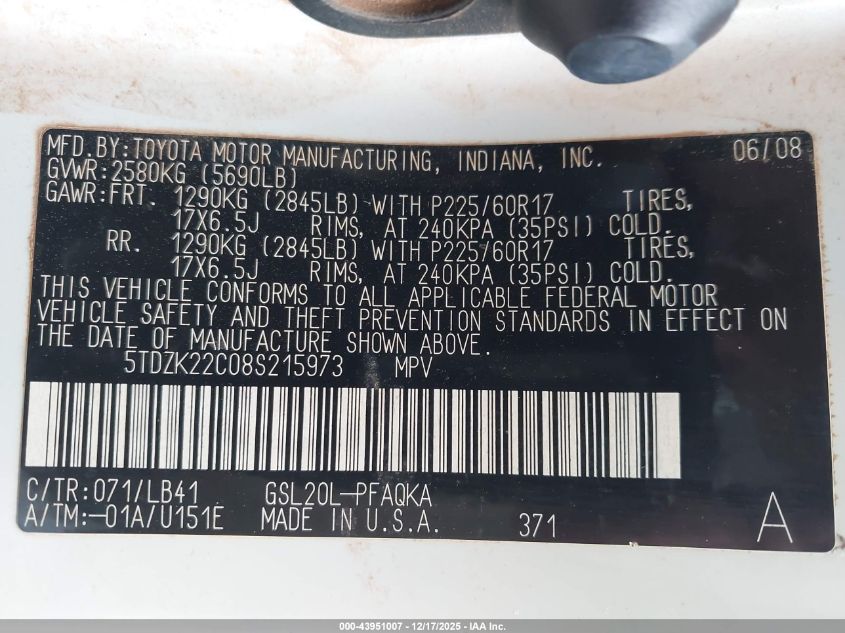 MFD. BY: TOYOTA MOTOR MANUFACTURING, INDIANA, INC. 06/08
GVWR: 2580KG (5690LB)
GAWR: FRT. 1290KG (2845LB) WITH P225/60R17 TIRES,
17X6.5J RIMS, AT 240KPA (35PSI) COLD.
RR. 1290KG (2845LB) WITH P225/60R17 TIRES,
17X6.5J RIMS, AT 240KPA (35PSI) COLD.
THIS VEHICLE CONFORMS TO ALL APPLICABLE FEDERAL MOTOR
VEHICLE SAFETY AND THEFT PREVENTION STANDARDS IN EFFECT ON
THE DATE OF MANUFACTURE SHOWN ABOVE.
5TDZK22C08S215973 MPV
C/TR: 071/LB41 GSL20L-PFAQKA
A/TM: -01A/U151E MADE IN U.S.A. 371 A
000-43951007 - 12/17/2025 - IAA Inc.